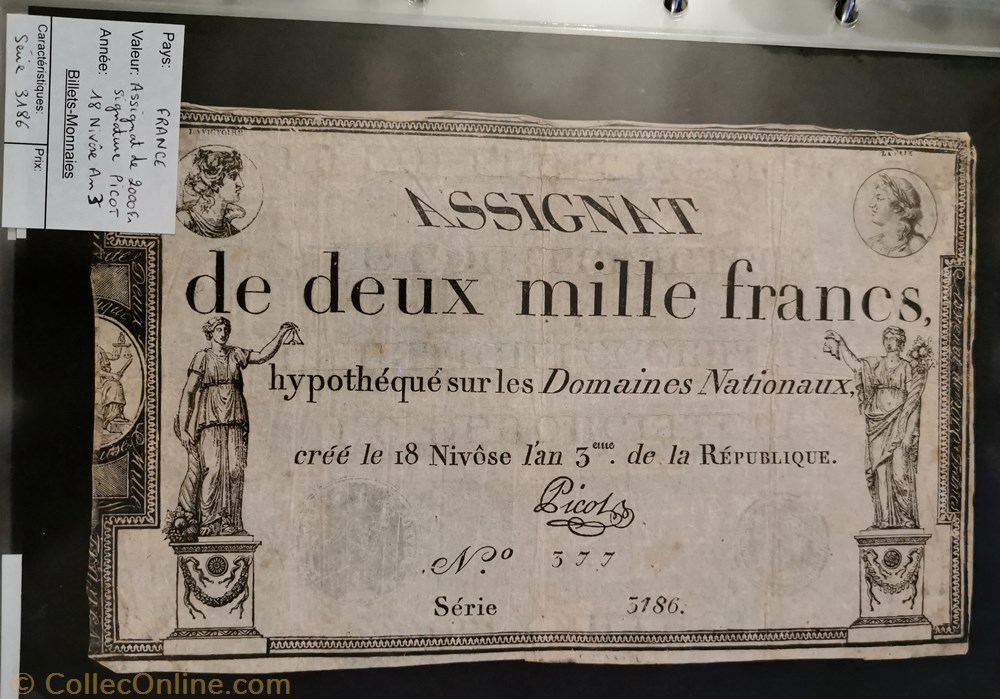 Pays: FRANCE
Valeur: Assignat de 2000 Fr
signature PICOT
Année: 18 Nivôse An 3
Billets-Monnaies
Caractéristiques: Prix:
Série 3186
ASSIGNAT
de deux mille francs,
hypothéqué sur les Domaines Nationaux,
créé le 18 Nivôse l'an 3eme. de la RÉPUBLIQUE.
Picot
N.o 377
Série 3186.
© CollecOnline.com